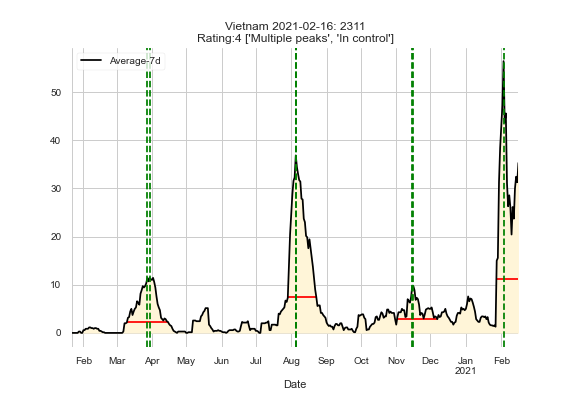 Vietnam 2021-02-16: 2311
Rating:4 ['Multiple peaks', 'In control']
Average-7d
50
40
30
20
10
0
Feb Mar Apr May Jun Jul Aug Sep Oct Nov Dec Jan Feb
2021
Date